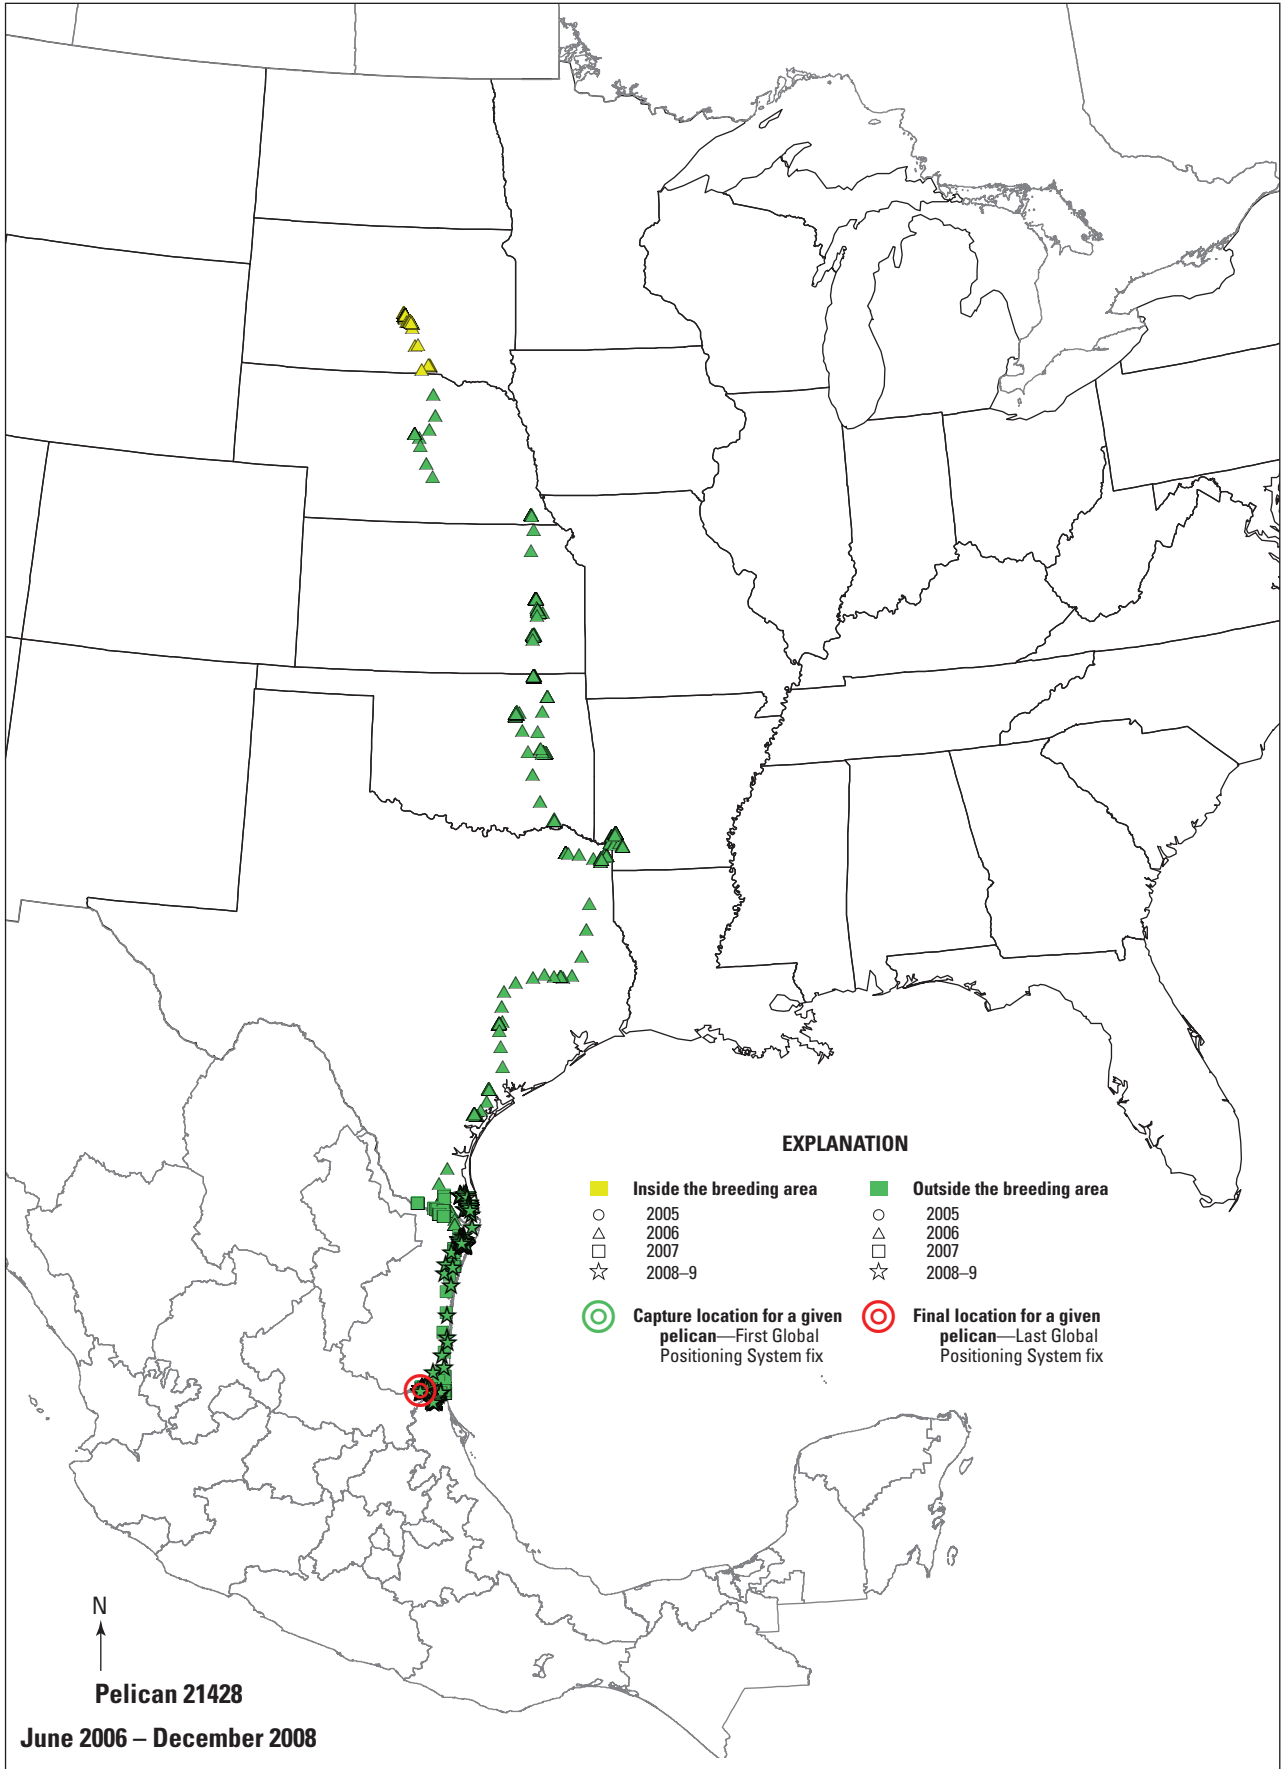 EXPLANATION
Inside the breeding area
2005
2006
2007
2008–9
Capture location for a given
pelican—First Global
Positioning System fix
Outside the breeding area
2005
2006
2007
2008–9
Final location for a given
pelican—Last Global
Positioning System fix
N
Pelican 21428
June 2006 – December 2008